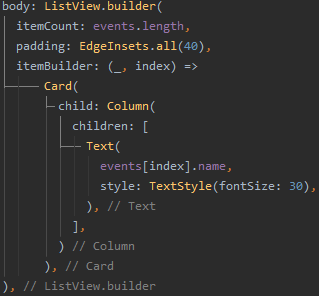 body: ListView.builder(
itemCount: events.length,
padding: EdgeInsets.all(40),
itemBuilder: (_, index) =>
Card(
child: Column(
children: [
Text(
events[index].name,
style: TextStyle(fontSize: 30),
), // Text
],
) // Column
), // Card
), // ListView.builder